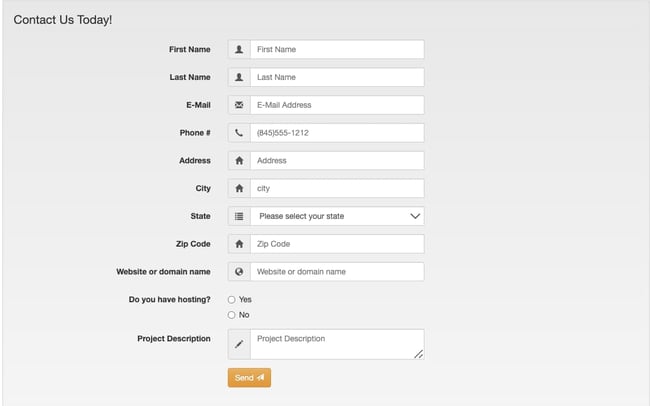 Contact Us Today!
First Name First Name
Last Name Last Name
E-Mail E-Mail Address
Phone # (845)555-1212
Address Address
City city
State Please select your state
Zip Code Zip Code
Website or domain name Website or domain name
Do you have hosting? Yes
No
Project Description Project Description
Send